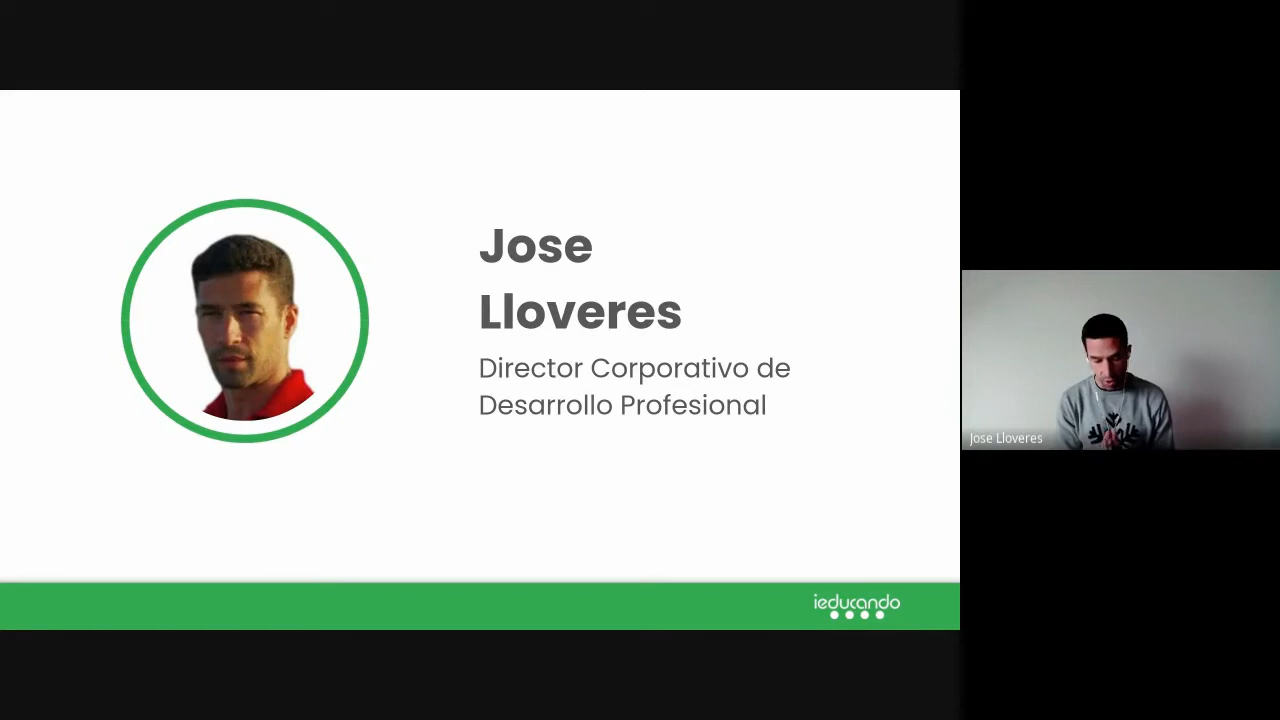 Jose
Lloveres
Director Corporativo de
Desarrollo Profesional
Jose Lloveres
ieducando